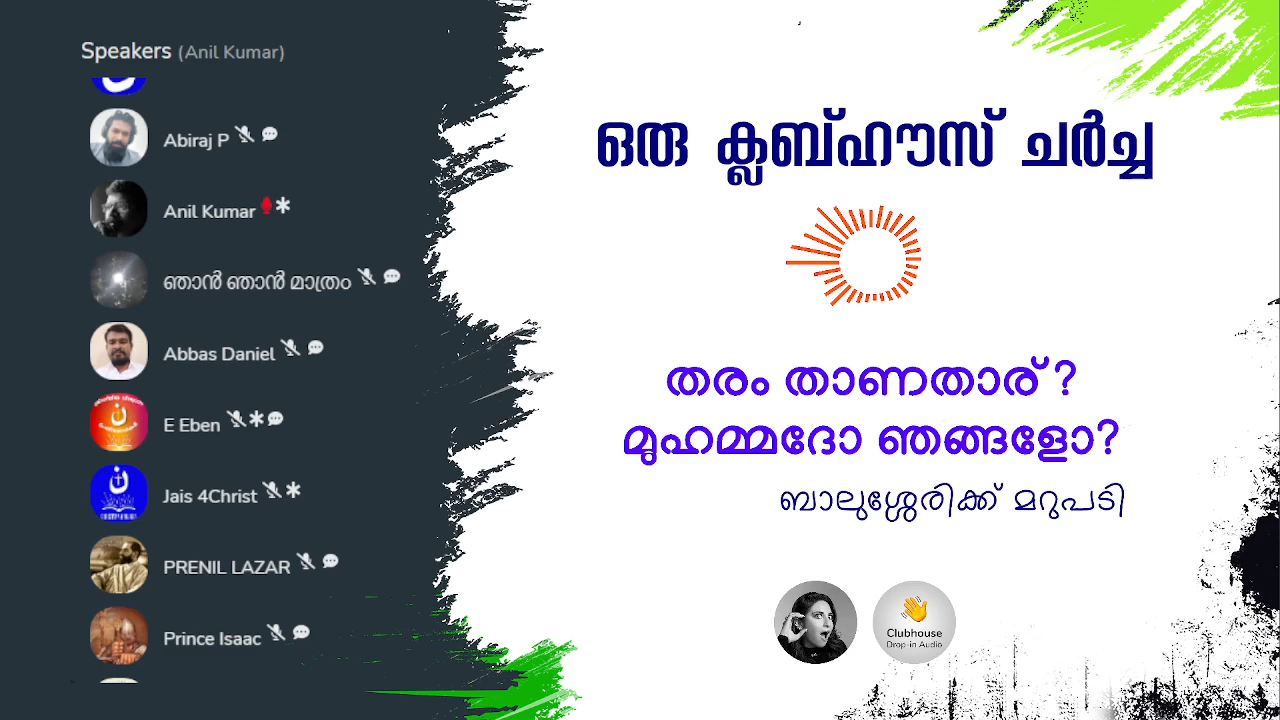 Speakers (Anil Kumar)
Abiraj P
Anil Kumar
ഞാൻ ഞാൻ മാത്രം
Abbas Daniel
E Eben
Jais 4Christ
PRENIL LAZAR
Prince Isaac
ഒരു ക്ലബ്ഹൗസ് ചർച്ച
തരം താണതാര് ?
മുഹമ്മദോ ഞങ്ങളോ?
ബാലുശ്ശേരിക്ക് മറുപടി
Clubhouse
Drop-in Audio